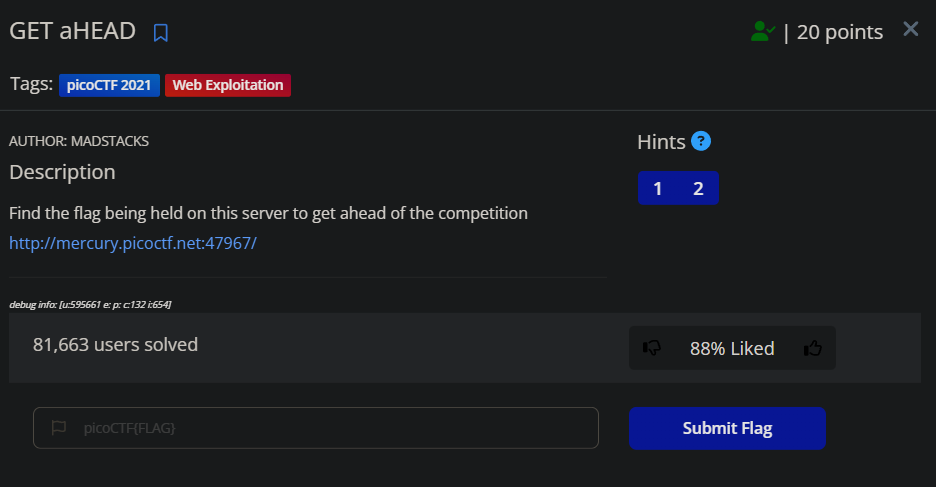 GET aHEAD
| 20 points
Tags: picoCTF 2021 Web Exploitation
AUTHOR: MADSTACKS
Description
Find the flag being held on this server to get ahead of the competition
http://mercury.picoctf.net:47967/
Hints ?
1 2
debug info: [u:595661 e: p: c:132 i:654]
81,663 users solved
88% Liked
picoCTF{FLAG}
Submit Flag